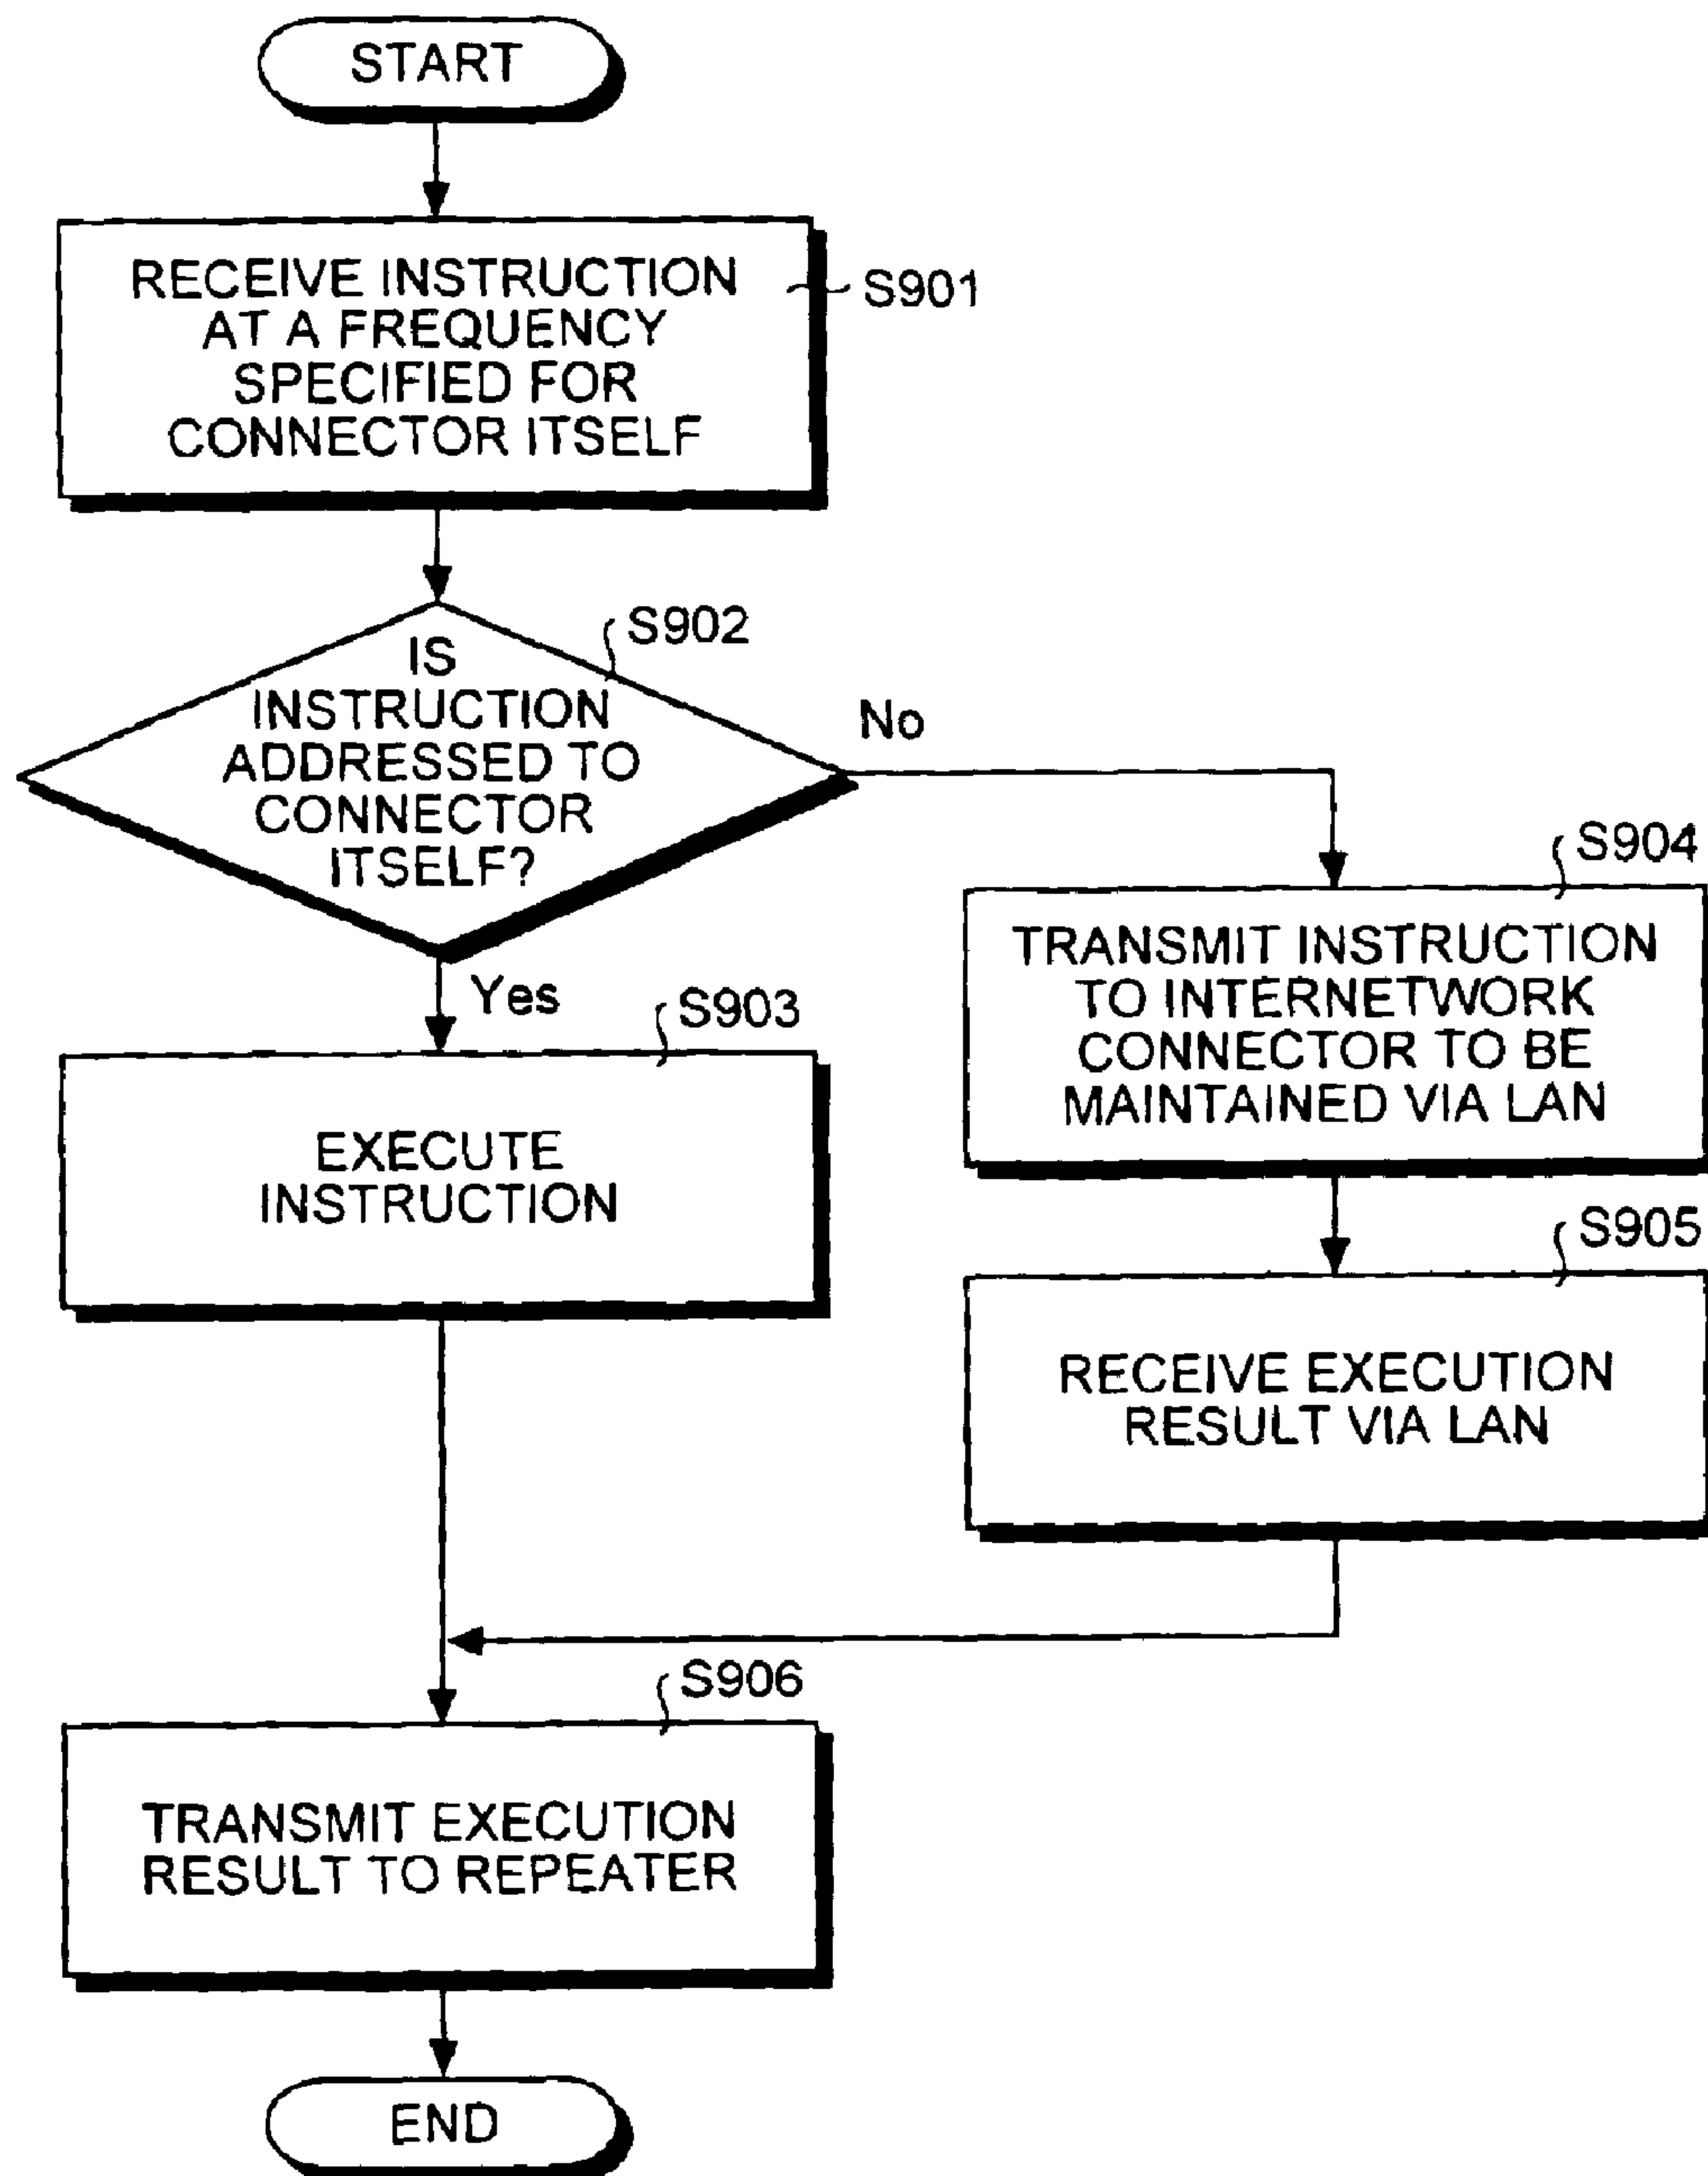 START
RECEIVE INSTRUCTION
AT A FREQUENCY
SPECIFIED FOR
CONNECTOR ITSELF
S901
S902
IS
INSTRUCTION
ADDRESSED TO
CONNECTOR
ITSELF?
No
Yes
S903
EXECUTE
INSTRUCTION
S904
TRANSMIT INSTRUCTION
TO INTERNETWORK
CONNECTOR TO BE
MAINTAINED VIA LAN
S905
RECEIVE EXECUTION
RESULT VIA LAN
S906
TRANSMIT EXECUTION
RESULT TO REPEATER
END